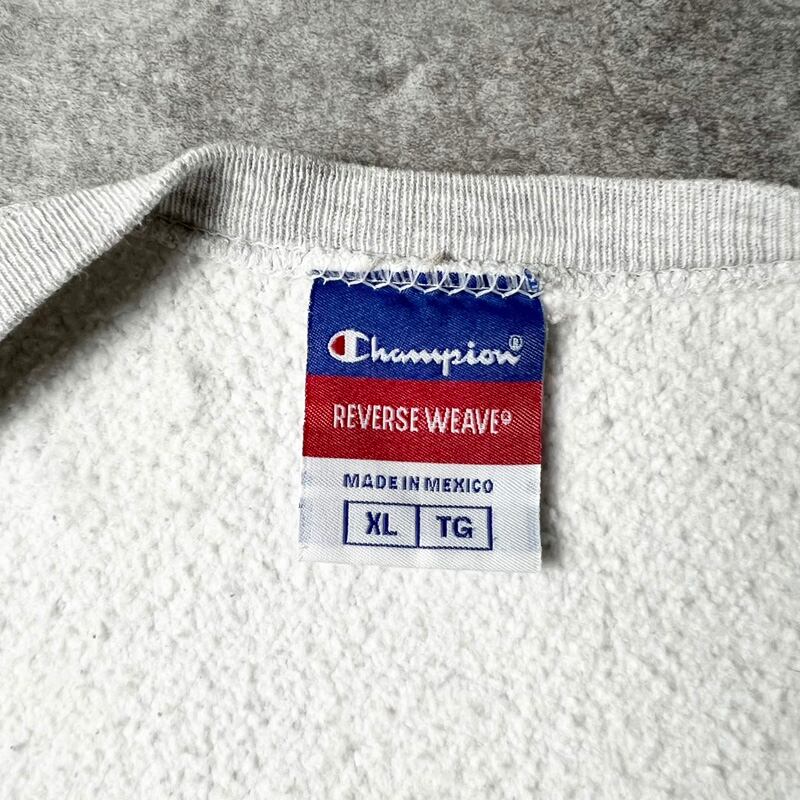 Champion®
REVERSE WEAVE®
MADE IN MEXICO
XL TG